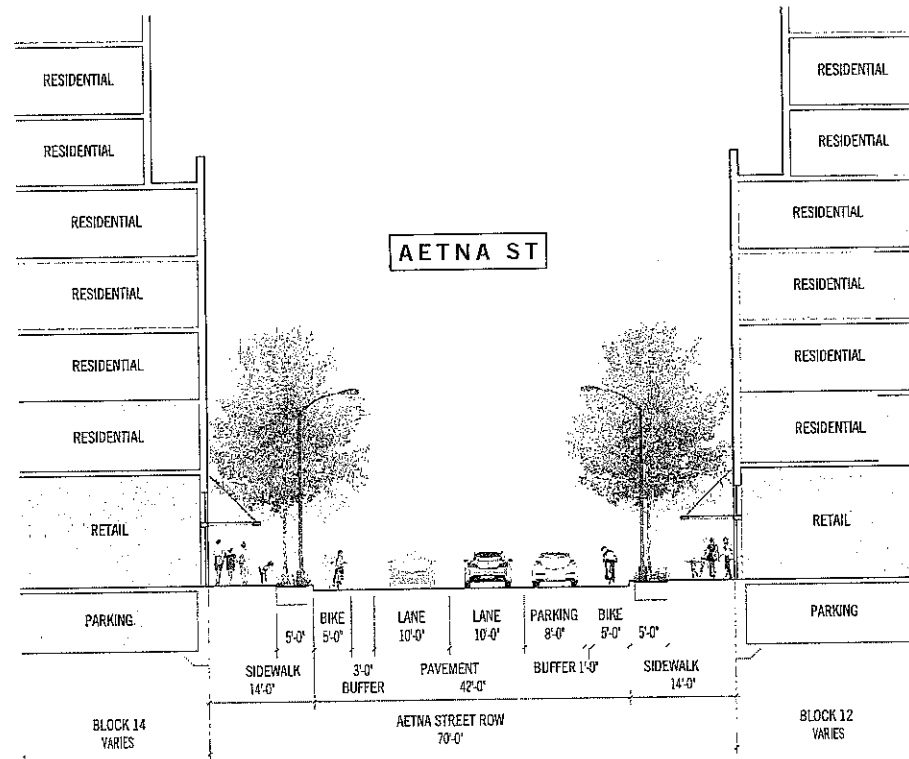 RESIDENTIAL
RESIDENTIAL
RESIDENTIAL
RESIDENTIAL
RESIDENTIAL
RESIDENTIAL
RETAIL
PARKING
AETNA ST
RESIDENTIAL
RESIDENTIAL
RESIDENTIAL
RESIDENTIAL
RESIDENTIAL
RESIDENTIAL
RETAIL
PARKING
5'-0"
BIKE
5'-0"
LANE
10'-0"
LANE
10'-0"
PARKING
8'-0"
BIKE
5'-0"
5'-0"
SIDEWALK
14'-0"
3'-0"
BUFFER
PAVEMENT
42'-0"
BUFFER 1'-0"
SIDEWALK
14'-0"
BLOCK 14
VARIES
AETNA STREET ROW
70'-0"
BLOCK 12
VARIES